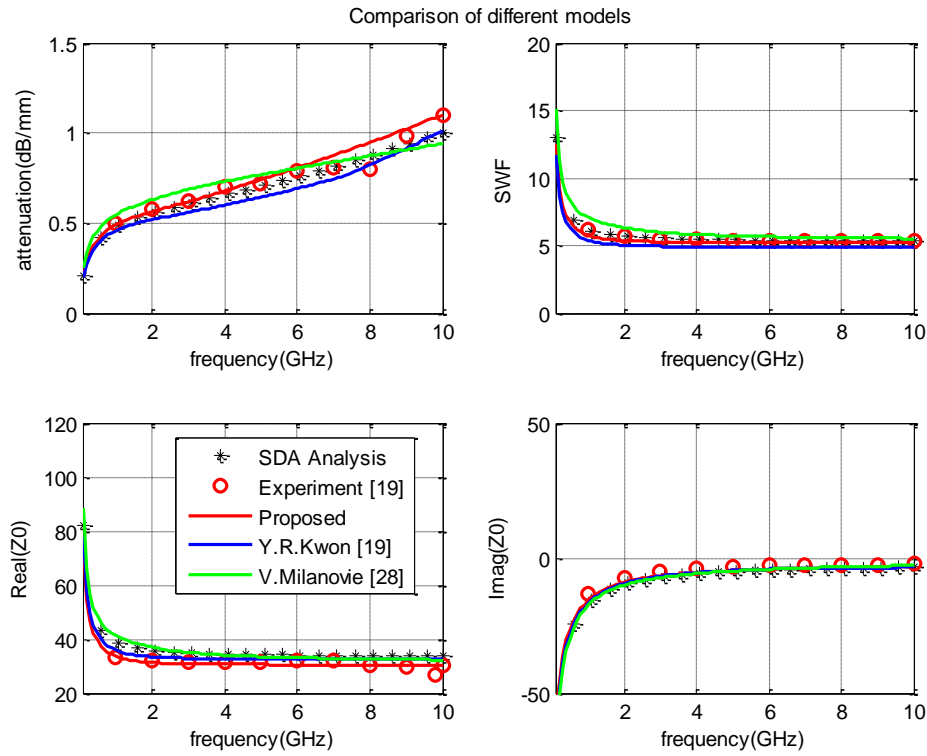 Comparison of different models
1.5
1
0.5
0
attenuation(dB/mm)
2 4 6 8 10
frequency(GHz)
20
15
10
5
0
SWF
2 4 6 8 10
frequency(GHz)
120
100
80
60
40
20
Real(Z0)
SDA Analysis
Experiment [19]
Proposed
Y.R.Kwon [19]
V.Milanovie [28]
2 4 6 8 10
frequency(GHz)
50
0
-50
Imag(Z0)
2 4 6 8 10
frequency(GHz)